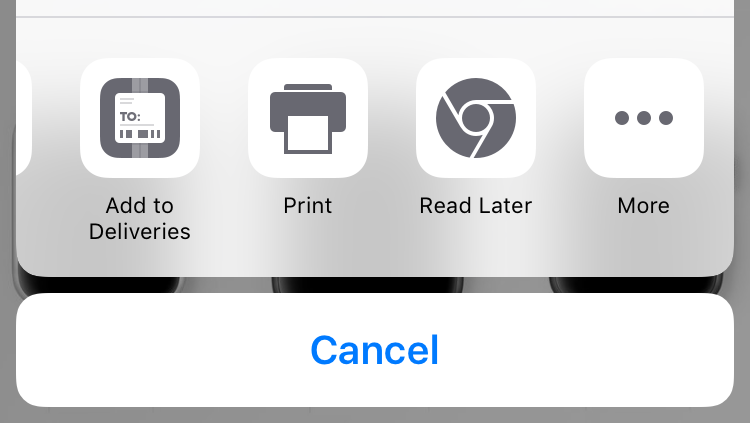 TO:
Add to
Deliveries
Print
Read Later
More
Cancel